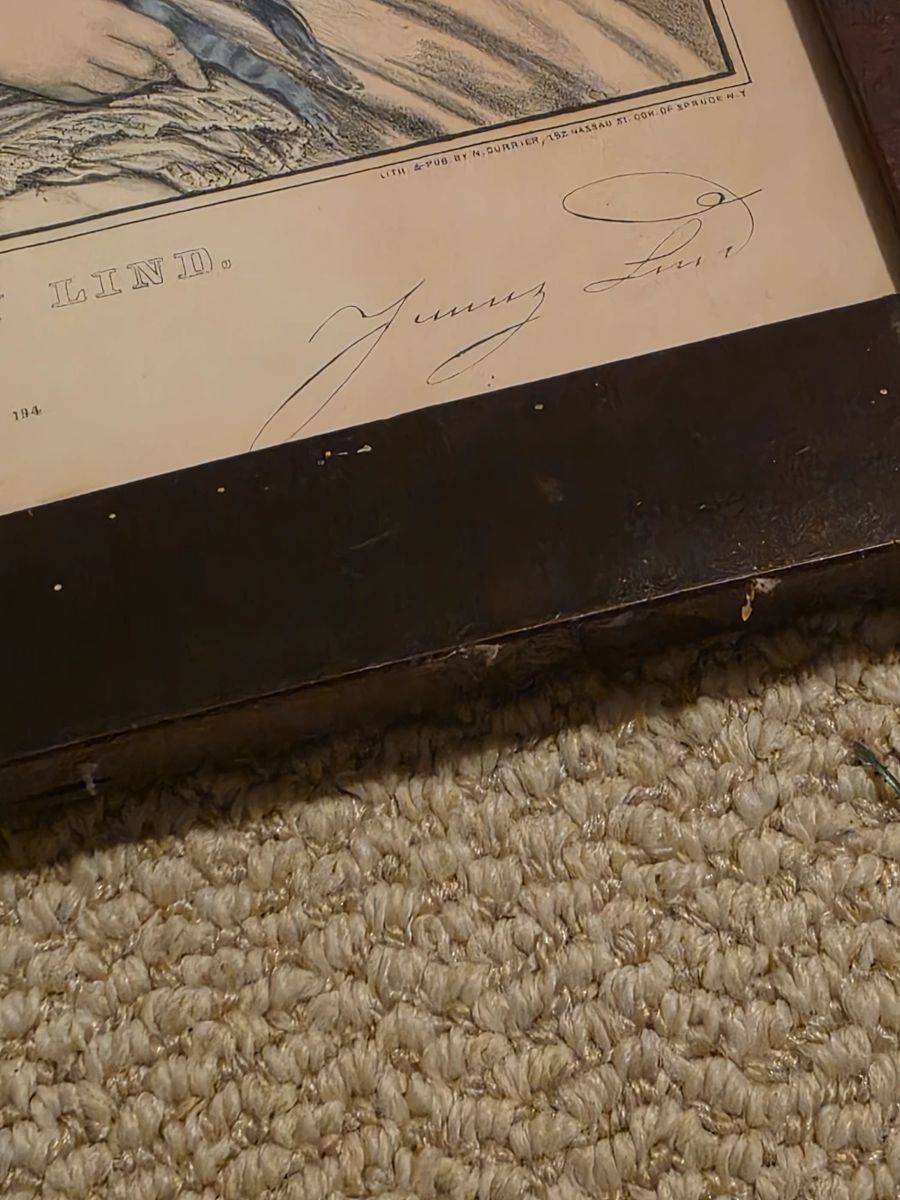 LITH. & PUB. BY N. CURRIER, 152 NASSAU ST. COR. OF SPRUCE N.Y
LIND.
Jenny Lind
194